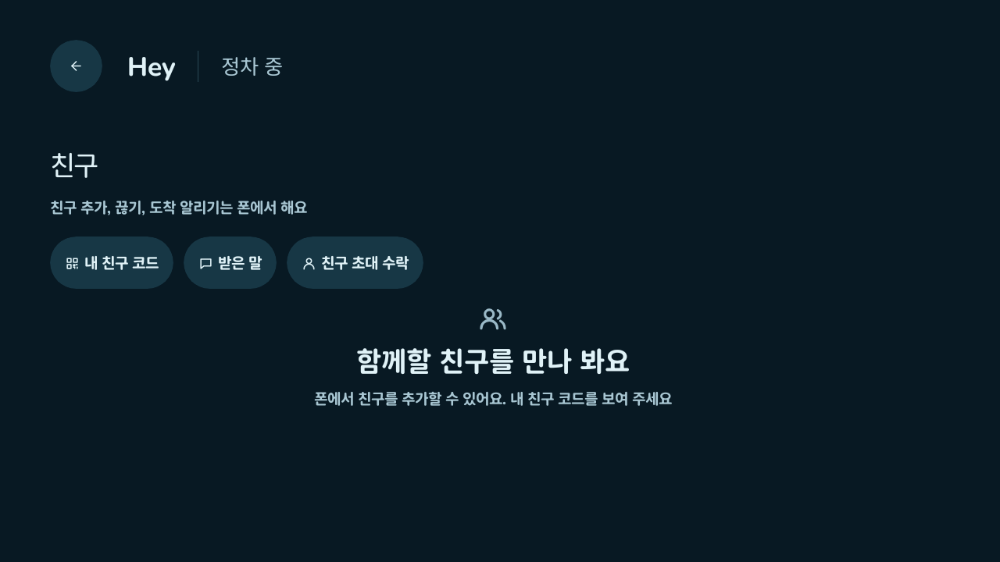 Hey
정차 중
친구
친구 추가, 끊기, 도착 알리기는 폰에서 해요
내 친구 코드
받은 말
친구 초대 수락
함께할 친구를 만나 봐요
폰에서 친구를 추가할 수 있어요. 내 친구 코드를 보여 주세요